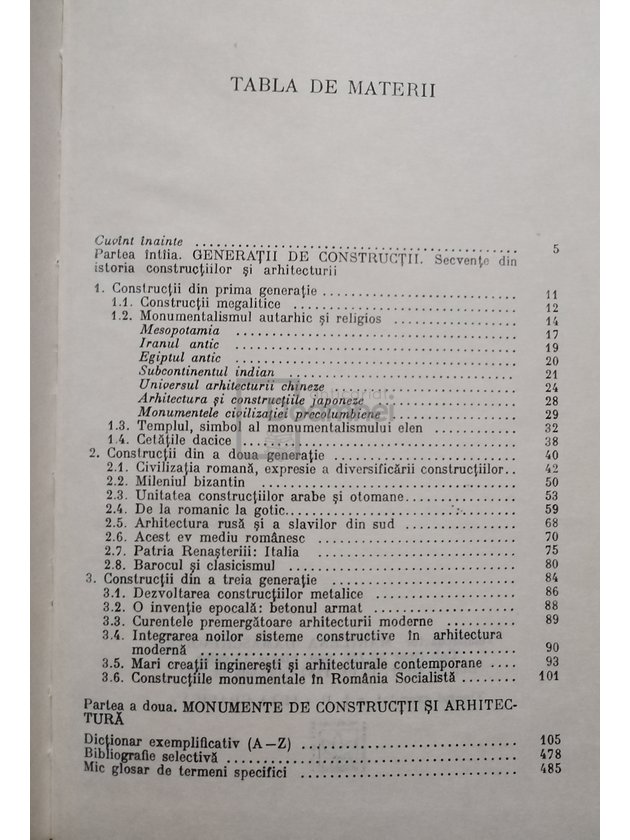 TABLA DE MATERII
Cuvînt înainte .......... 5
Partea întîia. GENERAȚII DE CONSTRUCȚII. Secvențe din
istoria construcțiilor și arhitecturii
1. Construcții din prima generație .......... 11
1.1. Construcții megalitice .......... 12
1.2. Monumentalismul autarhic și religios .......... 14
Mesopotamia .......... 17
Iranul antic .......... 19
Egiptul antic .......... 20
Subcontinentul indian .......... 21
Universul arhitecturii chineze .......... 24
Arhitectura și construcțiile japoneze .......... 28
Monumentele civilizației precolumbiene .......... 29
1.3. Templul, simbol al monumentalismului elen .......... 32
1.4. Cetățile dacice .......... 38
2. Construcții din a doua generație .......... 40
2.1. Civilizația romană, expresie a diversificării construcțiilor .. 42
2.2. Mileniul bizantin .......... 50
2.3. Unitatea construcțiilor arabe și otomane .......... 53
2.4. De la romanic la gotic .......... 59
2.5. Arhitectura rusă și a slavilor din sud .......... 68
2.6. Acest ev mediu românesc .......... 70
2.7. Patria Renașteriii: Italia .......... 75
2.8. Barocul și clasicismul .......... 80
3. Construcții din a treia generație .......... 84
3.1. Dezvoltarea construcțiilor metalice .......... 86
3.2. O invenție epocală: betonul armat .......... 88
3.3. Curentele premergătoare arhitecturii moderne .......... 89
3.4. Integrarea noilor sisteme constructive în arhitectura
modernă .......... 90
3.5. Mari creații inginerești și arhitecturale contemporane .... 93
3.6. Construcțiile monumentale în România Socialistă ........ 101
Partea a doua. MONUMENTE DE CONSTRUCȚII ȘI ARHITEC-
TURĂ
Dicționar exemplificativ (A—Z) .......... 105
Bibliografie selectivă .......... 478
Mic glosar de termeni specifici .......... 485